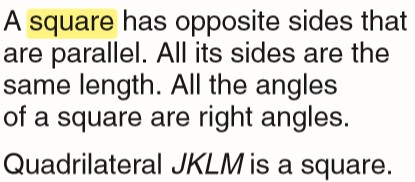 A square has opposite sides that
are parallel. All its sides are the
same length. All the angles
of a square are right angles.
Quadrilateral JKLM is a square.